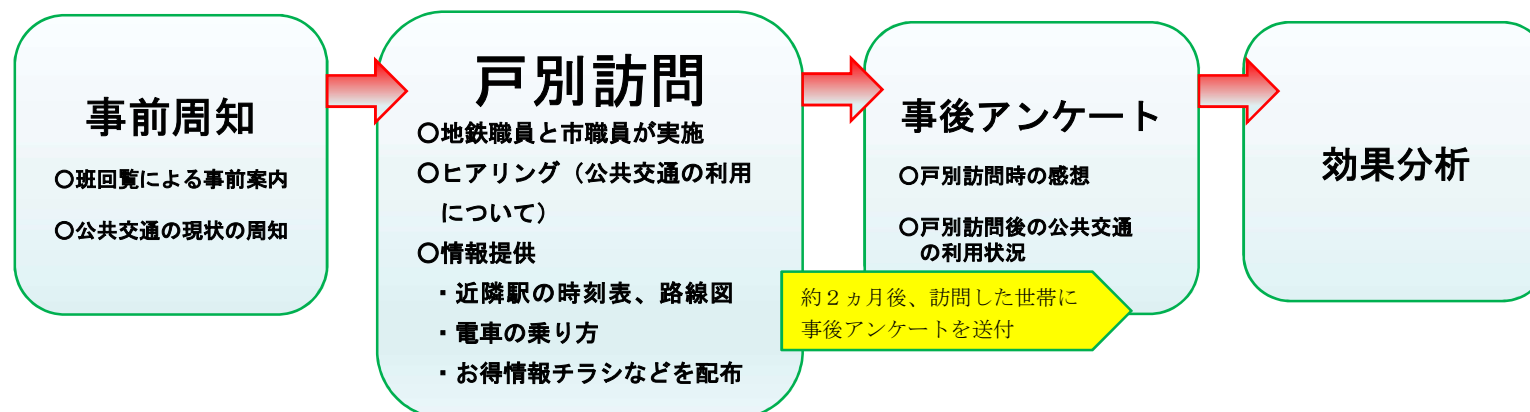 事前周知
○班回覧による事前案内
○公共交通の現状の周知
戸別訪問
○地鉄職員と市職員が実施
○ヒアリング（公共交通の利用
について）
○情報提供
・近隣駅の時刻表、路線図
・電車の乗り方
・お得情報チラシなどを配布
事後アンケート
○戸別訪問時の感想
○戸別訪問後の公共交通
の利用状況
約２ヵ月後、訪問した世帯に
事後アンケートを送付
効果分析